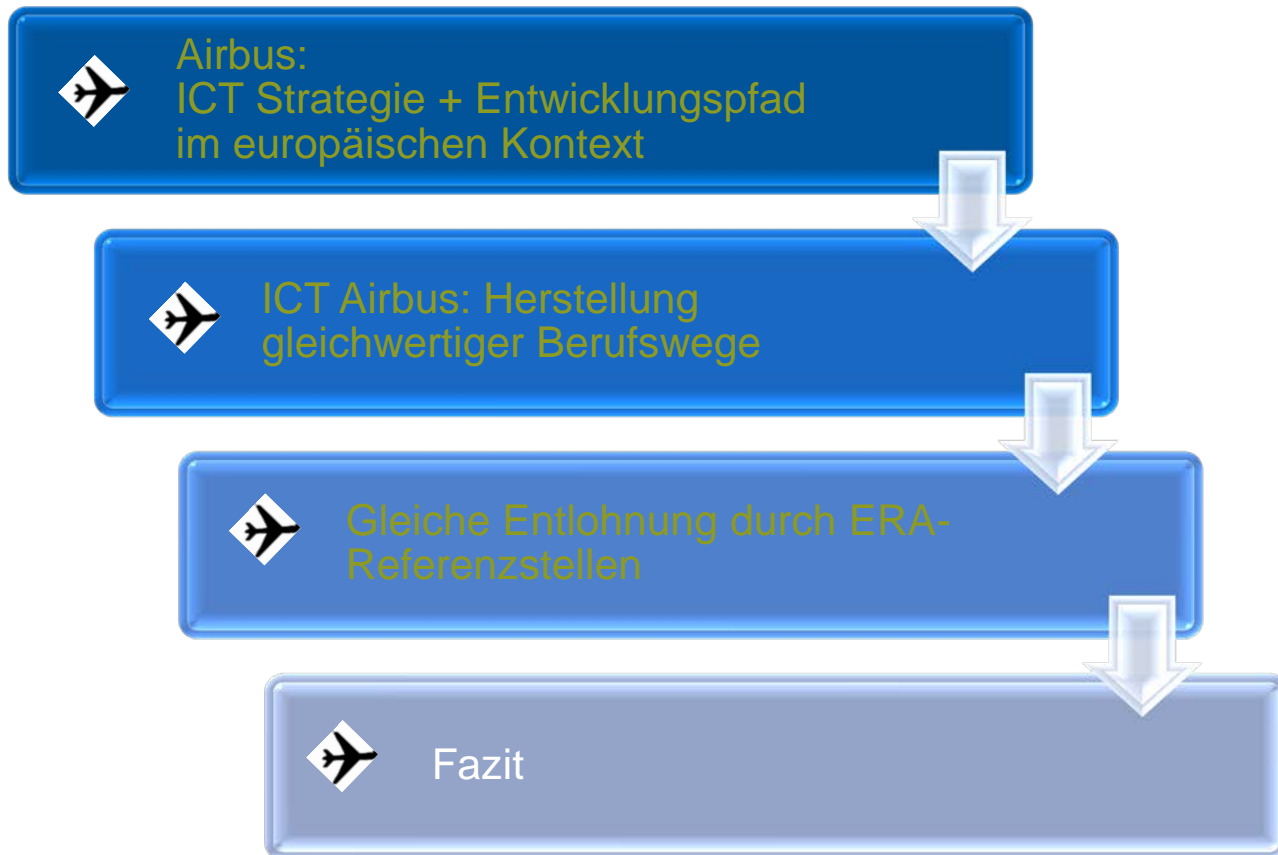 Airbus:
ICT Strategie + Entwicklungspfad
im europäischen Kontext
ICT Airbus: Herstellung
gleichwertiger Berufswege
Gleiche Entlohnung durch ERA-
Referenzstellen
Fazit